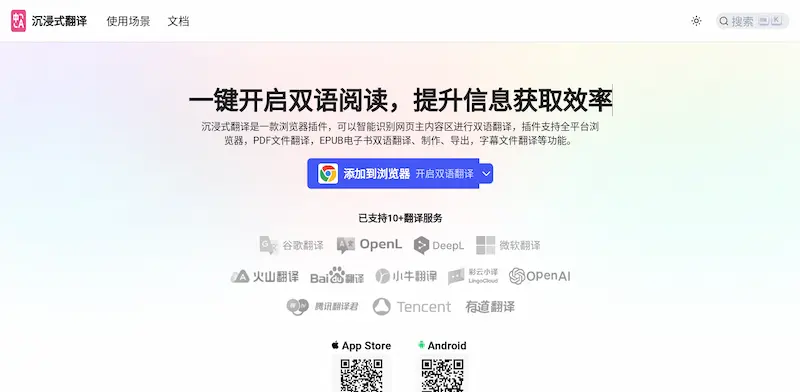 沉浸式翻译
使用场景
文档
搜索
一键开启双语阅读，提升信息获取效率
沉浸式翻译是一款浏览器插件，可以智能识别网页主内容区进行双语翻译，插件支持全平台浏
览器，PDF文件翻译，EPUB电子书双语翻译、制作、导出，字幕文件翻译等功能。
添加到浏览器 开启双语翻译
已支持10+翻译服务
谷歌翻译 OpenL DeepL 微软翻译
火山翻译 Baidu翻译 小牛翻译 彩云小译 LingoCloud OpenAI
腾讯翻译君 Tencent 有道翻译
App Store Android